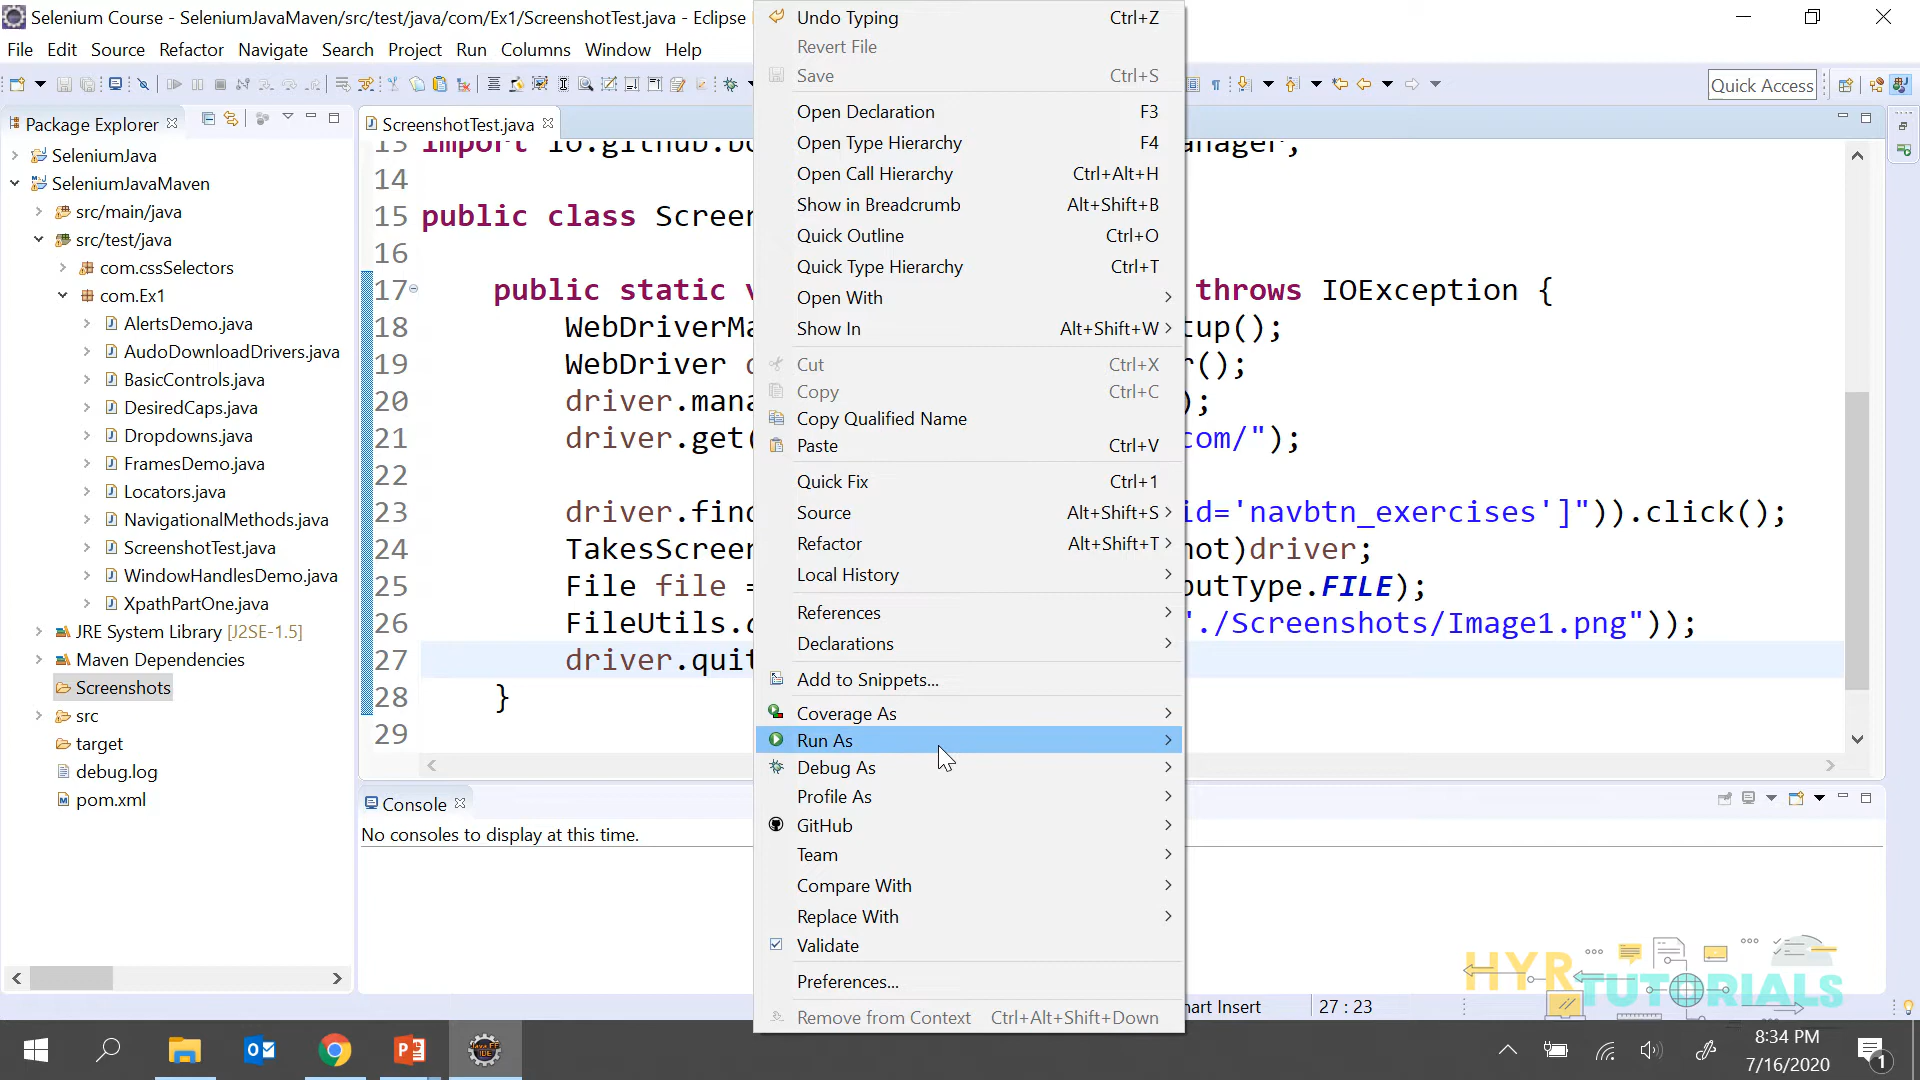 Selenium Course - SeleniumJavaMaven/src/test/java/com/Ex1/ScreenshotTest.java - Eclipse
File Edit Source Refactor Navigate Search Project Run Columns Window Help
Quick Access
Package Explorer
SeleniumJava
SeleniumJavaMaven
src/main/java
src/test/java
com.cssSelectors
com.Ex1
AlertsDemo.java
AudoDownloadDrivers.java
BasicControls.java
DesiredCaps.java
Dropdowns.java
FramesDemo.java
Locators.java
NavigationalMethods.java
ScreenshotTest.java
WindowHandlesDemo.java
XpathPartOne.java
JRE System Library [J2SE-1.5]
Maven Dependencies
Screenshots
src
target
debug.log
pom.xml
ScreenshotTest.java
13 import io.github.bo anager;
14
15 public class Screen
16
17 public static v throws IOException {
18 WebDriverMa tup();
19 WebDriver d r();
20 driver.mana );
21 driver.get( com/");
22
23 driver.find id='navbtn_exercises']")).click();
24 TakesScreen hot)driver;
25 File file = putType.FILE);
26 FileUtils.c "./Screenshots/Image1.png"));
27 driver.quit
28 }
29
Undo Typing Ctrl+Z
Revert File
Save Ctrl+S
Open Declaration F3
Open Type Hierarchy F4
Open Call Hierarchy Ctrl+Alt+H
Show in Breadcrumb Alt+Shift+B
Quick Outline Ctrl+O
Quick Type Hierarchy Ctrl+T
Open With
Show In Alt+Shift+W
Cut Ctrl+X
Copy Ctrl+C
Copy Qualified Name
Paste Ctrl+V
Quick Fix Ctrl+1
Source Alt+Shift+S
Refactor Alt+Shift+T
Local History
References
Declarations
Add to Snippets...
Coverage As
Run As
Debug As
Profile As
GitHub
Team
Compare With
Replace With
Validate
Preferences...
Remove from Context Ctrl+Alt+Shift+Down
Console
No consoles to display at this time.
HYR TUTORIALS
mart Insert 27 : 23
8:34 PM
7/16/2020
1